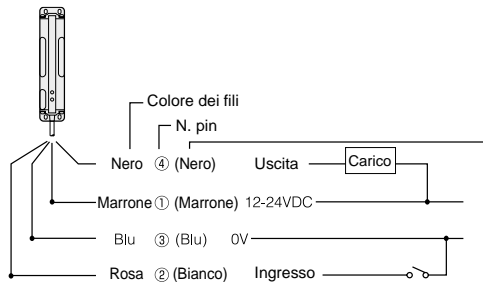 Colore dei fili
N. pin
Nero ④ (Nero) Uscita Carico
Marrone ① (Marrone) 12-24VDC
Blu ③ (Blu) 0V
Rosa ② (Bianco) Ingresso